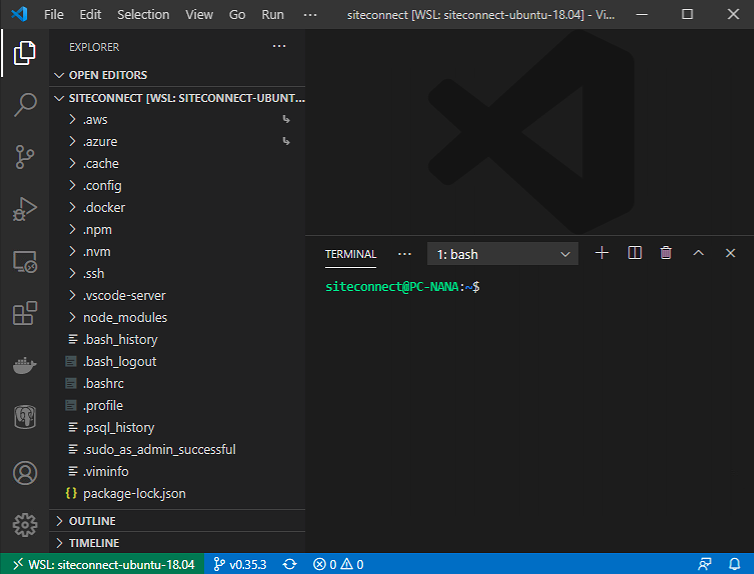 File Edit Selection View Go Run ··· siteconnect [WSL: siteconnect-ubuntu-18.04] - Vi...
EXPLORER ···
OPEN EDITORS
SITECONNECT [WSL: SITECONNECT-UBUNT...
.aws
.azure
.cache
.config
.docker
.npm
.nvm
.ssh
.vscode-server
node_modules
.bash_history
.bash_logout
.bashrc
.profile
.psql_history
.sudo_as_admin_successful
.viminfo
{} package-lock.json
OUTLINE
TIMELINE
TERMINAL ··· 1: bash
siteconnect@PC-NANA:~$
WSL: siteconnect-ubuntu-18.04 v0.35.3 0 0